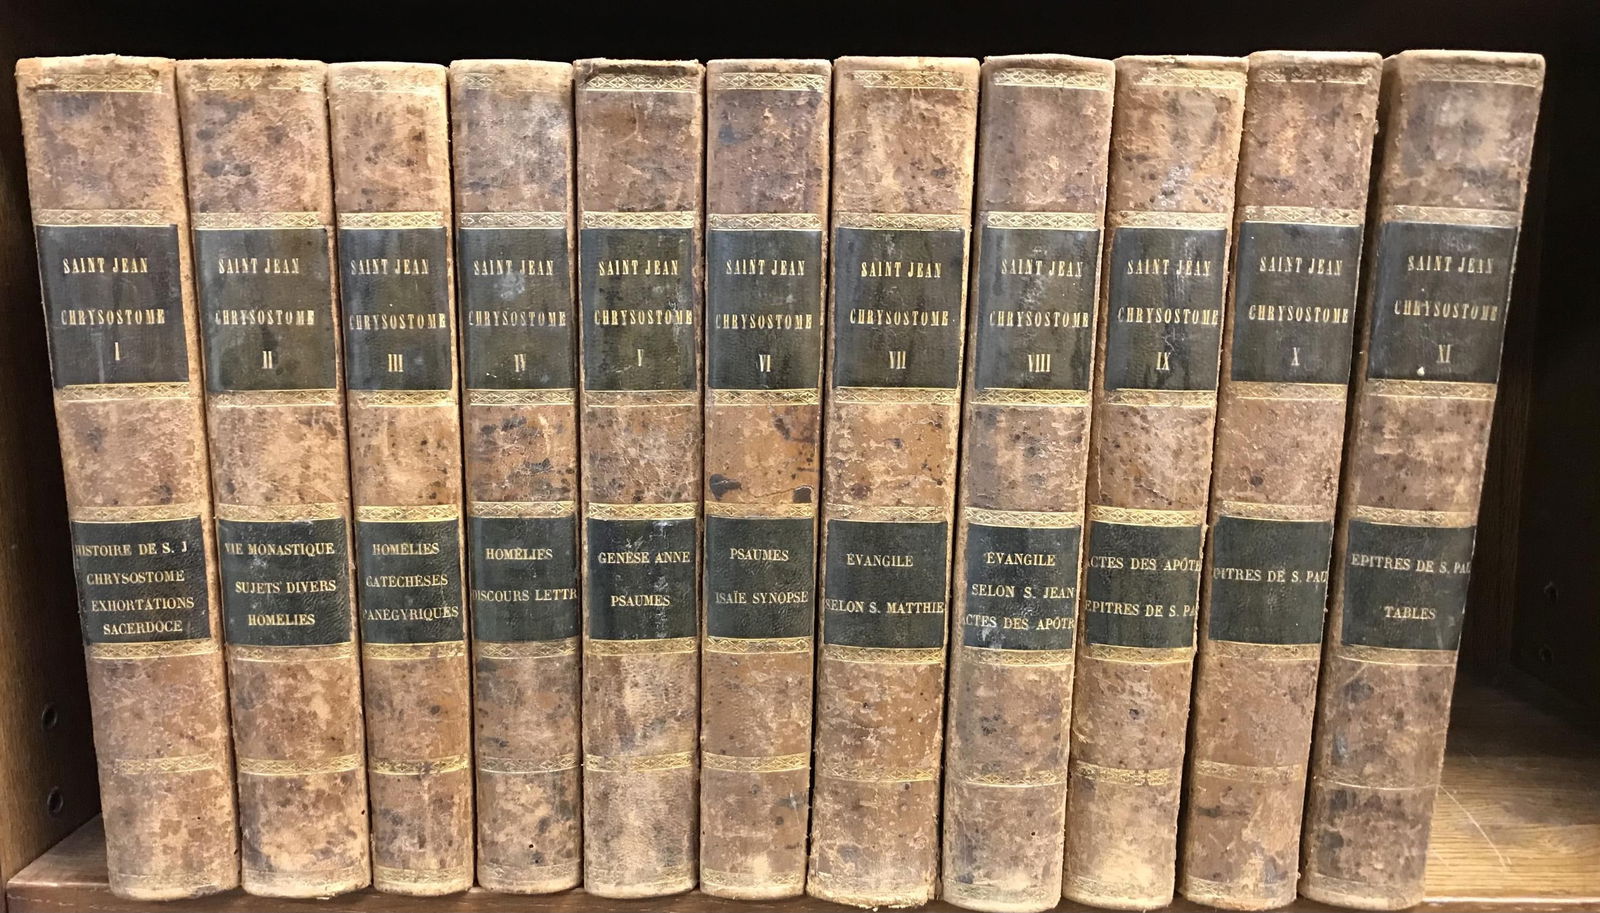 SAINT JEAN
CHRYSOSTOME
I
HISTOIRE DE S. J
CHRYSOSTOME
EXHORTATIONS
SACERDOCE
SAINT JEAN
CHRYSOSTOME
II
VIE MONASTIQUE
SUJETS DIVERS
HOMÉLIES
SAINT JEAN
CHRYSOSTOME
III
HOMÉLIES
CATÉCHÈSES
PANÉGYRIQUES
SAINT JEAN
CHRYSOSTOME
IV
HOMÉLIES
DISCOURS LETTR
SAINT JEAN
CHRYSOSTOME
V
GENÈSE ANNE
PSAUMES
SAINT JEAN
CHRYSOSTOME
VI
PSAUMES
ISAÏE SYNOPSE
SAINT JEAN
CHRYSOSTOME
VII
ÉVANGILE
SELON S. MATTHIE
SAINT JEAN
CHRYSOSTOME
VIII
ÉVANGILE
SELON S. JEAN
ACTES DES APÔTR
SAINT JEAN
CHRYSOSTOME
IX
ACTES DES APÔTR
EPITRES DE S. PA
SAINT JEAN
CHRYSOSTOME
X
PITRES DE S. PAU
SAINT JEAN
CHRYSOSTOME
XI
EPITRES DE S. PAU
TABLES